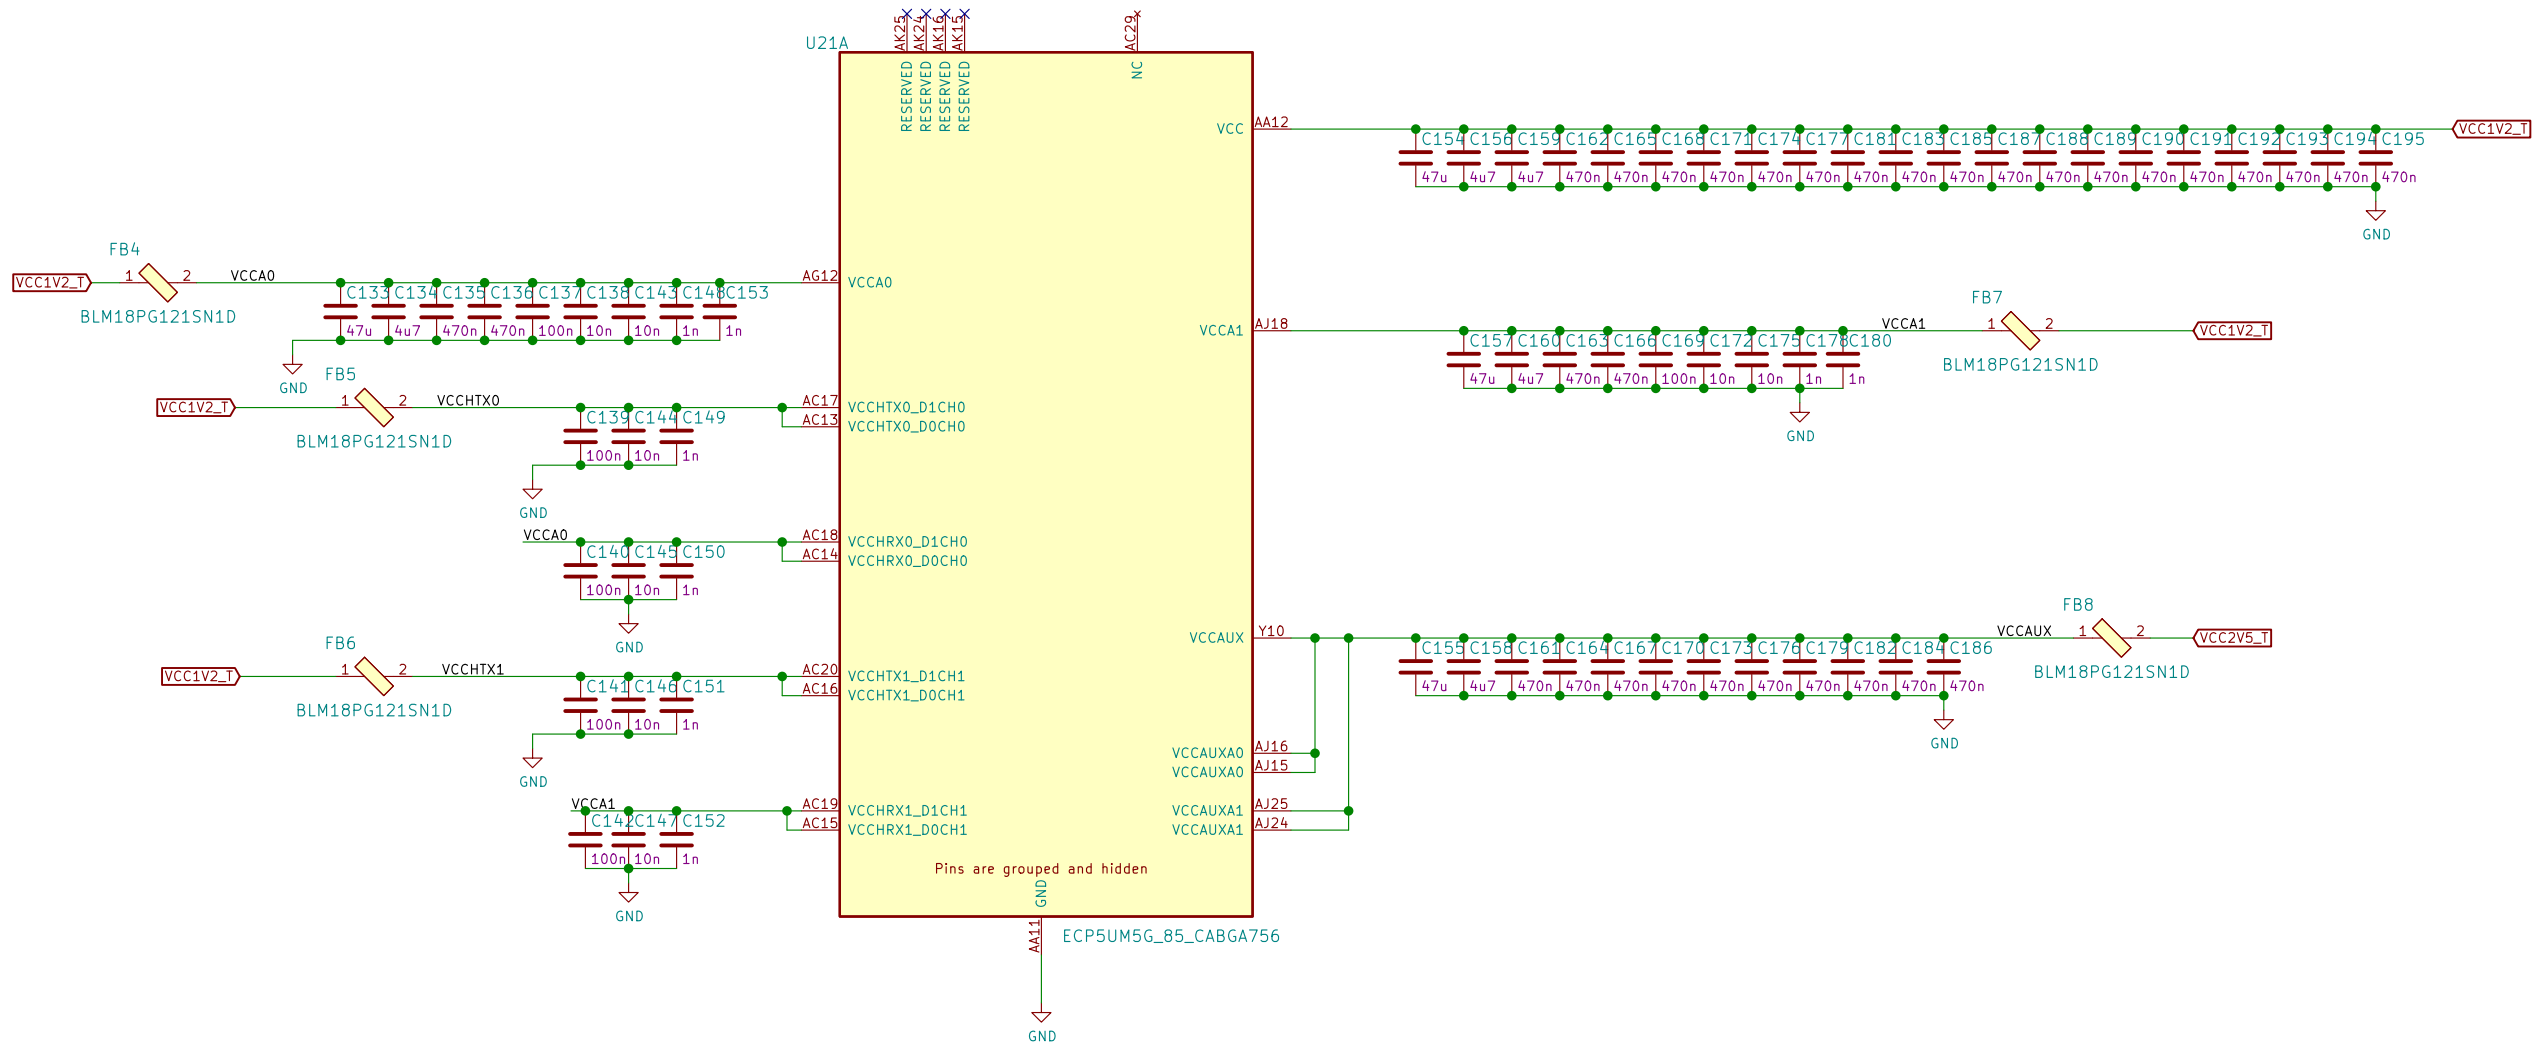 AK25 AK24 AK16 AK15 AC29
U21A
RESERVED RESERVED RESERVED RESERVED NC
VCC AA12 VCC1V2_T
C154 C156 C159 C162 C165 C168 C171 C174 C177 C181 C183 C185 C187 C188 C189 C190 C191 C192 C193 C194 C195
47u 4u7 4u7 470n 470n 470n 470n 470n 470n 470n 470n 470n 470n 470n 470n 470n 470n 470n 470n 470n 470n
GND
FB4
VCC1V2_T 1 2 VCCA0 AG12 VCCA0
BLM18PG121SN1D
C133 C134 C135 C136 C137 C138 C143 C148 C153
47u 4u7 470n 470n 100n 10n 10n 1n 1n
GND
FB7
VCCA1 AJ18 VCCA1 1 2 VCC1V2_T
BLM18PG121SN1D
C157 C160 C163 C166 C169 C172 C175 C178 C180
47u 4u7 470n 470n 100n 10n 10n 1n 1n
GND
FB5
VCC1V2_T 1 2 VCCHTX0 AC17 VCCHTX0_D1CH0
AC13 VCCHTX0_D0CH0
BLM18PG121SN1D
C139 C144 C149
100n 10n 1n
GND
VCCA0 AC18 VCCHRX0_D1CH0
AC14 VCCHRX0_D0CH0
C140 C145 C150
100n 10n 1n
GND
FB8
VCCAUX Y10 VCCAUX 1 2 VCC2V5_T
BLM18PG121SN1D
C155 C158 C161 C164 C167 C170 C173 C176 C179 C182 C184 C186
47u 4u7 470n 470n 470n 470n 470n 470n 470n 470n 470n 470n
GND
FB6
VCC1V2_T 1 2 VCCHTX1 AC20 VCCHTX1_D1CH1
AC16 VCCHTX1_D0CH1
BLM18PG121SN1D
C141 C146 C151
100n 10n 1n
GND
VCCAUXA0 AJ16
VCCAUXA0 AJ15
VCCA1 AC19 VCCHRX1_D1CH1
AC15 VCCHRX1_D0CH1
C142 C147 C152
100n 10n 1n
GND
VCCAUXA1 AJ25
VCCAUXA1 AJ24
Pins are grouped and hidden
GND
AA11
ECP5UM5G_85_CABGA756
GND